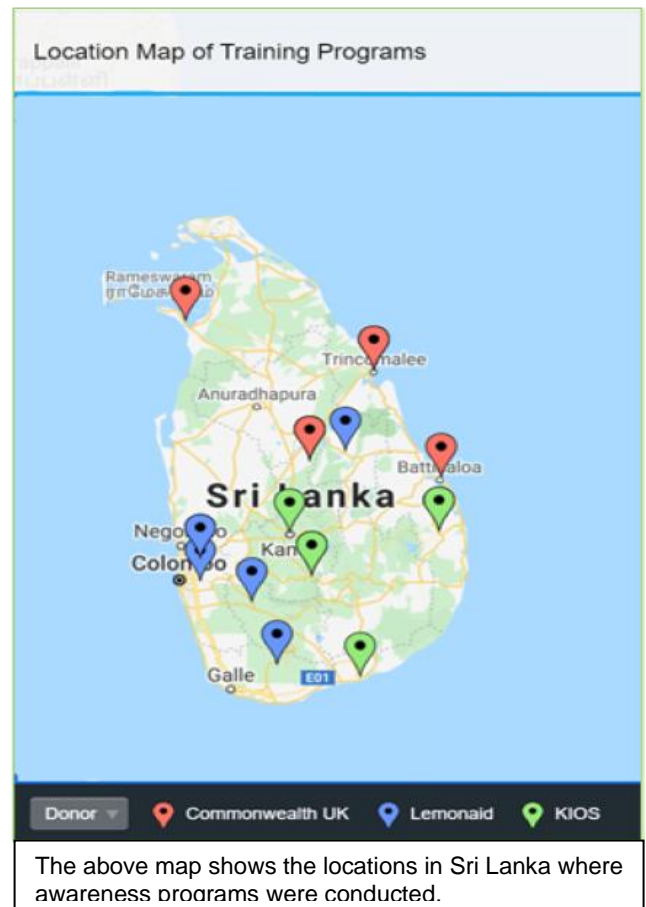 Location Map of Training Programs
Rameswaram
Trincomalee
Anuradhapura
Batticaloa
Sri Lanka
Negombo
Colombo
Galle
E01
Donor
Commonwealth UK
Lemonaid
KIOS
The above map shows the locations in Sri Lanka where
awareness programs were conducted.